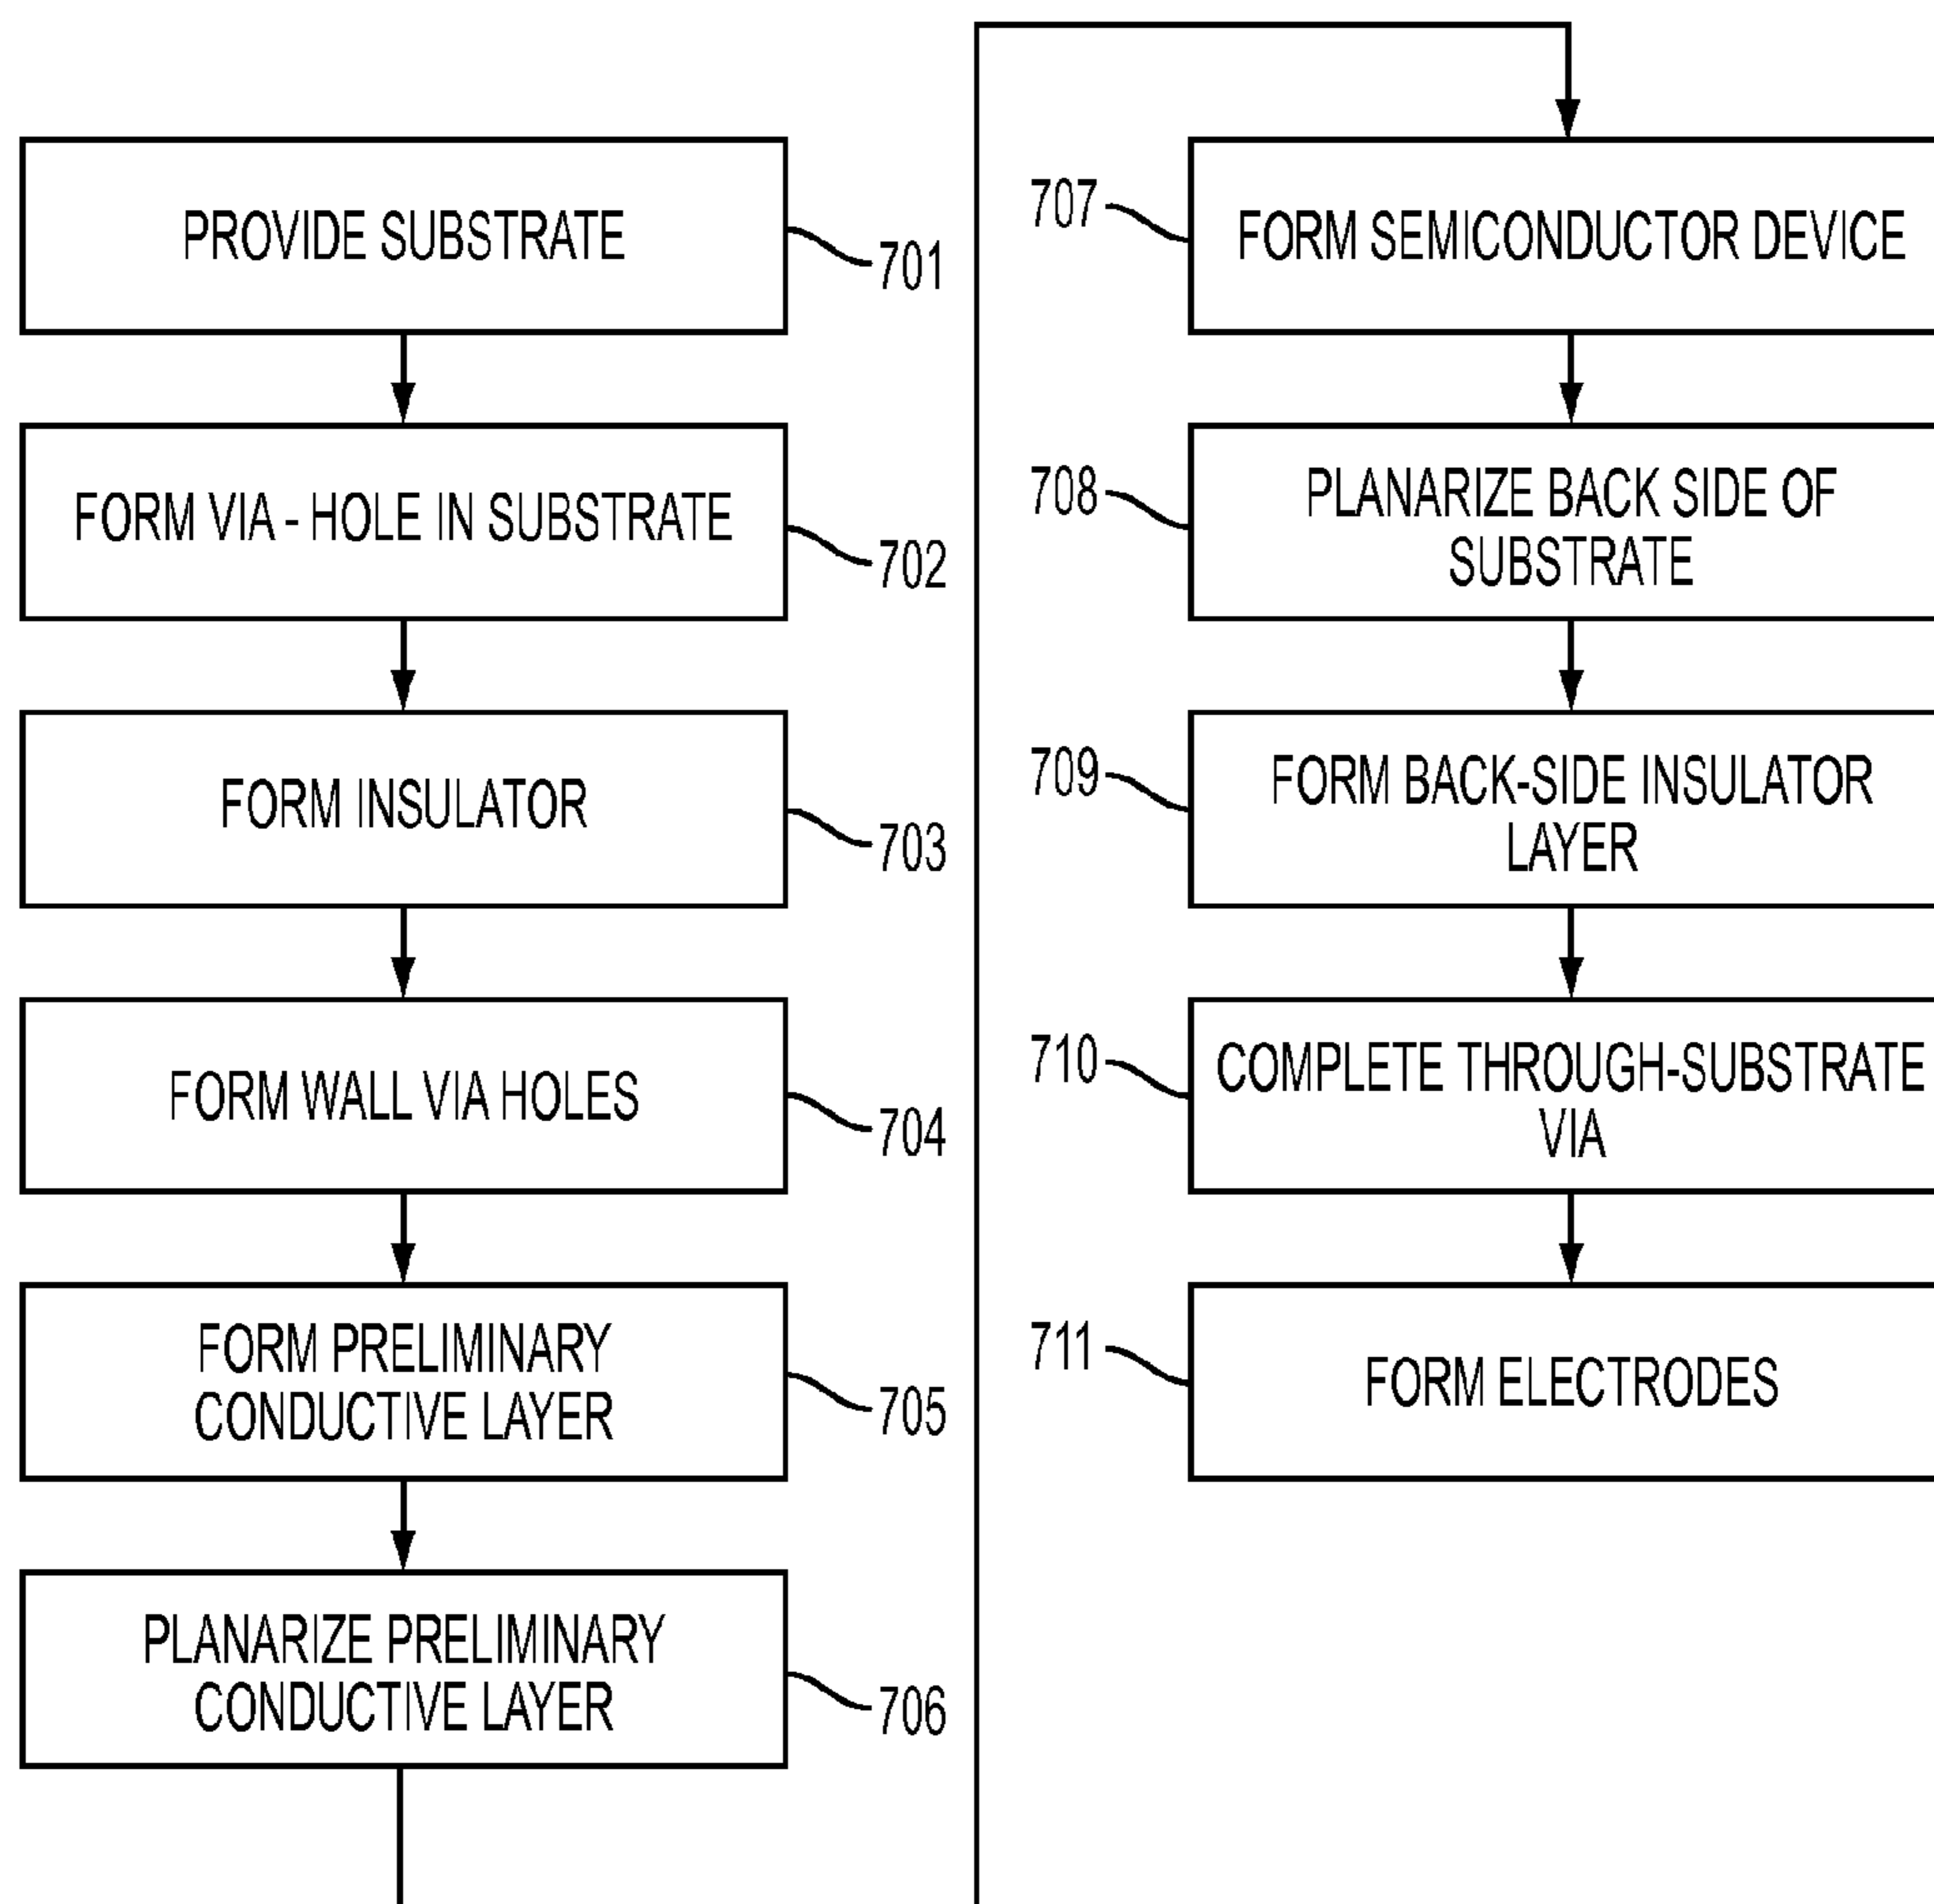 PROVIDE SUBSTRATE
701
FORM VIA - HOLE IN SUBSTRATE
702
FORM INSULATOR
703
FORM WALL VIA HOLES
704
FORM PRELIMINARY
CONDUCTIVE LAYER
705
PLANARIZE PRELIMINARY
CONDUCTIVE LAYER
706
707
FORM SEMICONDUCTOR DEVICE
708
PLANARIZE BACK SIDE OF
SUBSTRATE
709
FORM BACK-SIDE INSULATOR
LAYER
710
COMPLETE THROUGH-SUBSTRATE
VIA
711
FORM ELECTRODES